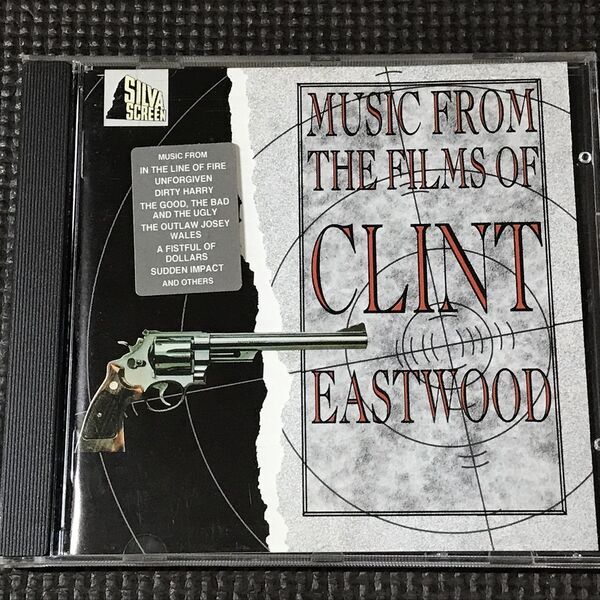 SILVA
SCREEN
MUSIC FROM
IN THE LINE OF FIRE
UNFORGIVEN
DIRTY HARRY
THE GOOD, THE BAD
AND THE UGLY
THE OUTLAW JOSEY
WALES
A FISTFUL OF
DOLLARS
SUDDEN IMPACT
AND OTHERS
MUSIC FROM
THE FILMS OF
CLINT
EASTWOOD